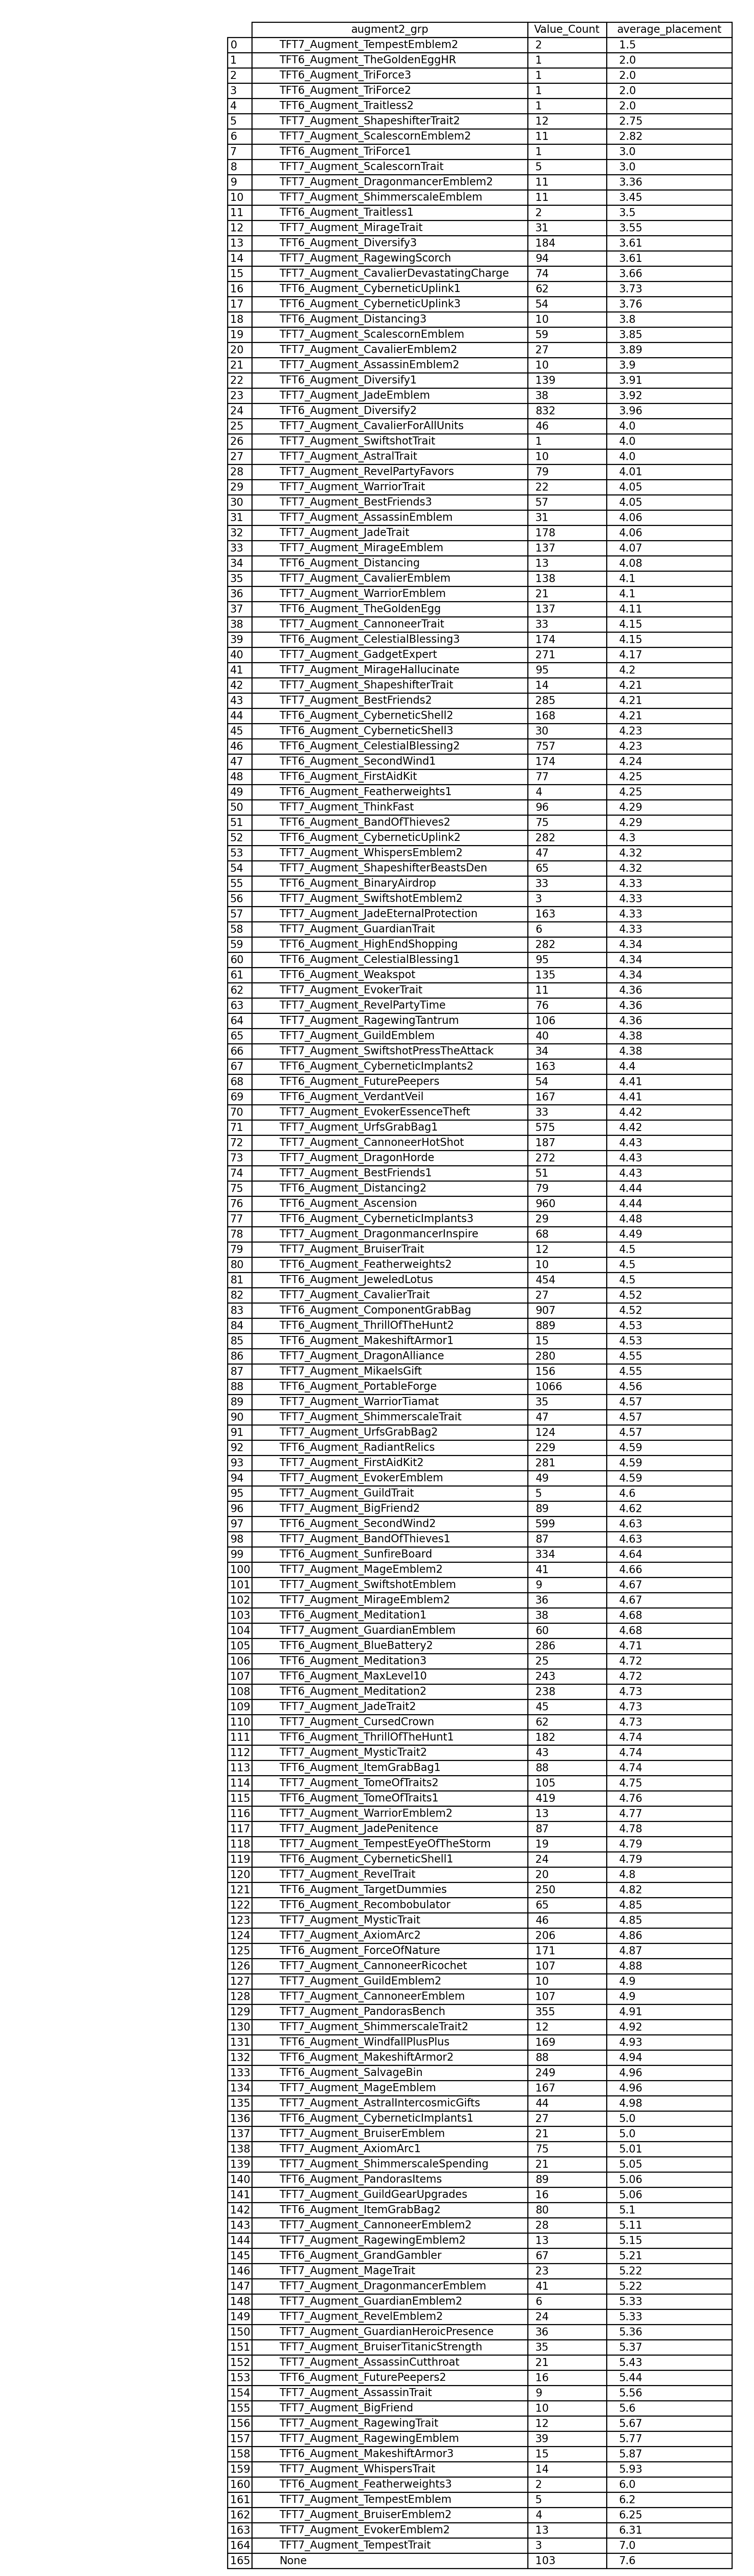 augment2_grp Value_Count average_placement
0 TFT7_Augment_TempestEmblem2 2 1.5
1 TFT6_Augment_TheGoldenEggHR 1 2.0
2 TFT6_Augment_TriForce3 1 2.0
3 TFT6_Augment_TriForce2 1 2.0
4 TFT6_Augment_Traitless2 1 2.0
5 TFT7_Augment_ShapeshifterTrait2 12 2.75
6 TFT7_Augment_ScalescornEmblem2 11 2.82
7 TFT6_Augment_TriForce1 1 3.0
8 TFT7_Augment_ScalescornTrait 5 3.0
9 TFT7_Augment_DragonmancerEmblem2 11 3.36
10 TFT7_Augment_ShimmerscaleEmblem 11 3.45
11 TFT6_Augment_Traitless1 2 3.5
12 TFT7_Augment_MirageTrait 31 3.55
13 TFT6_Augment_Diversify3 184 3.61
14 TFT7_Augment_RagewingScorch 94 3.61
15 TFT7_Augment_CavalierDevastatingCharge 74 3.66
16 TFT6_Augment_CyberneticUplink1 62 3.73
17 TFT6_Augment_CyberneticUplink3 54 3.76
18 TFT6_Augment_Distancing3 10 3.8
19 TFT7_Augment_ScalescornEmblem 59 3.85
20 TFT7_Augment_CavalierEmblem2 27 3.89
21 TFT7_Augment_AssassinEmblem2 10 3.9
22 TFT6_Augment_Diversify1 139 3.91
23 TFT7_Augment_JadeEmblem 38 3.92
24 TFT6_Augment_Diversify2 832 3.96
25 TFT7_Augment_CavalierForAllUnits 46 4.0
26 TFT7_Augment_SwiftshotTrait 1 4.0
27 TFT7_Augment_AstralTrait 10 4.0
28 TFT7_Augment_RevelPartyFavors 79 4.01
29 TFT7_Augment_WarriorTrait 22 4.05
30 TFT7_Augment_BestFriends3 57 4.05
31 TFT7_Augment_AssassinEmblem 31 4.06
32 TFT7_Augment_JadeTrait 178 4.06
33 TFT7_Augment_MirageEmblem 137 4.07
34 TFT6_Augment_Distancing 13 4.08
35 TFT7_Augment_CavalierEmblem 138 4.1
36 TFT7_Augment_WarriorEmblem 21 4.1
37 TFT6_Augment_TheGoldenEgg 137 4.11
38 TFT7_Augment_CannoneerTrait 33 4.15
39 TFT6_Augment_CelestialBlessing3 174 4.15
40 TFT7_Augment_GadgetExpert 271 4.17
41 TFT7_Augment_MirageHallucinate 95 4.2
42 TFT7_Augment_ShapeshifterTrait 14 4.21
43 TFT7_Augment_BestFriends2 285 4.21
44 TFT6_Augment_CyberneticShell2 168 4.21
45 TFT6_Augment_CyberneticShell3 30 4.23
46 TFT6_Augment_CelestialBlessing2 757 4.23
47 TFT6_Augment_SecondWind1 174 4.24
48 TFT6_Augment_FirstAidKit 77 4.25
49 TFT6_Augment_Featherweights1 4 4.25
50 TFT7_Augment_ThinkFast 96 4.29
51 TFT6_Augment_BandOfThieves2 75 4.29
52 TFT6_Augment_CyberneticUplink2 282 4.3
53 TFT7_Augment_WhispersEmblem2 47 4.32
54 TFT7_Augment_ShapeshifterBeastsDen 65 4.32
55 TFT6_Augment_BinaryAirdrop 33 4.33
56 TFT7_Augment_SwiftshotEmblem2 3 4.33
57 TFT7_Augment_JadeEternalProtection 163 4.33
58 TFT7_Augment_GuardianTrait 6 4.33
59 TFT6_Augment_HighEndShopping 282 4.34
60 TFT6_Augment_CelestialBlessing1 95 4.34
61 TFT6_Augment_Weakspot 135 4.34
62 TFT7_Augment_EvokerTrait 11 4.36
63 TFT7_Augment_RevelPartyTime 76 4.36
64 TFT7_Augment_RagewingTantrum 106 4.36
65 TFT7_Augment_GuildEmblem 40 4.38
66 TFT7_Augment_SwiftshotPressTheAttack 34 4.38
67 TFT6_Augment_CyberneticImplants2 163 4.4
68 TFT6_Augment_FuturePeepers 54 4.41
69 TFT6_Augment_VerdantVeil 167 4.41
70 TFT7_Augment_EvokerEssenceTheft 33 4.42
71 TFT7_Augment_UrfsGrabBag1 575 4.42
72 TFT7_Augment_CannoneerHotShot 187 4.43
73 TFT7_Augment_DragonHorde 272 4.43
74 TFT7_Augment_BestFriends1 51 4.43
75 TFT6_Augment_Distancing2 79 4.44
76 TFT6_Augment_Ascension 960 4.44
77 TFT6_Augment_CyberneticImplants3 29 4.48
78 TFT7_Augment_DragonmancerInspire 68 4.49
79 TFT7_Augment_BruiserTrait 12 4.5
80 TFT6_Augment_Featherweights2 10 4.5
81 TFT6_Augment_JeweledLotus 454 4.5
82 TFT7_Augment_CavalierTrait 27 4.52
83 TFT6_Augment_ComponentGrabBag 907 4.52
84 TFT6_Augment_ThrillOfTheHunt2 889 4.53
85 TFT6_Augment_MakeshiftArmor1 15 4.53
86 TFT7_Augment_DragonAlliance 280 4.55
87 TFT7_Augment_MikaelsGift 156 4.55
88 TFT6_Augment_PortableForge 1066 4.56
89 TFT7_Augment_WarriorTiamat 35 4.57
90 TFT7_Augment_ShimmerscaleTrait 47 4.57
91 TFT7_Augment_UrfsGrabBag2 124 4.57
92 TFT6_Augment_RadiantRelics 229 4.59
93 TFT7_Augment_FirstAidKit2 281 4.59
94 TFT7_Augment_EvokerEmblem 49 4.59
95 TFT7_Augment_GuildTrait 5 4.6
96 TFT7_Augment_BigFriend2 89 4.62
97 TFT6_Augment_SecondWind2 599 4.63
98 TFT7_Augment_BandOfThieves1 87 4.63
99 TFT6_Augment_SunfireBoard 334 4.64
100 TFT7_Augment_MageEmblem2 41 4.66
101 TFT7_Augment_SwiftshotEmblem 9 4.67
102 TFT7_Augment_MirageEmblem2 36 4.67
103 TFT6_Augment_Meditation1 38 4.68
104 TFT7_Augment_GuardianEmblem 60 4.68
105 TFT6_Augment_BlueBattery2 286 4.71
106 TFT6_Augment_Meditation3 25 4.72
107 TFT6_Augment_MaxLevel10 243 4.72
108 TFT6_Augment_Meditation2 238 4.73
109 TFT7_Augment_JadeTrait2 45 4.73
110 TFT7_Augment_CursedCrown 62 4.73
111 TFT6_Augment_ThrillOfTheHunt1 182 4.74
112 TFT7_Augment_MysticTrait2 43 4.74
113 TFT6_Augment_ItemGrabBag1 88 4.74
114 TFT7_Augment_TomeOfTraits2 105 4.75
115 TFT6_Augment_TomeOfTraits1 419 4.76
116 TFT7_Augment_WarriorEmblem2 13 4.77
117 TFT7_Augment_JadePenitence 87 4.78
118 TFT7_Augment_TempestEyeOfTheStorm 19 4.79
119 TFT6_Augment_CyberneticShell1 24 4.79
120 TFT7_Augment_RevelTrait 20 4.8
121 TFT6_Augment_TargetDummies 250 4.82
122 TFT6_Augment_Recombobulator 65 4.85
123 TFT7_Augment_MysticTrait 46 4.85
124 TFT7_Augment_AxiomArc2 206 4.86
125 TFT6_Augment_ForceOfNature 171 4.87
126 TFT7_Augment_CannoneerRicochet 107 4.88
127 TFT7_Augment_GuildEmblem2 10 4.9
128 TFT7_Augment_CannoneerEmblem 107 4.9
129 TFT7_Augment_PandorasBench 355 4.91
130 TFT7_Augment_ShimmerscaleTrait2 12 4.92
131 TFT6_Augment_WindfallPlusPlus 169 4.93
132 TFT6_Augment_MakeshiftArmor2 88 4.94
133 TFT6_Augment_SalvageBin 249 4.96
134 TFT7_Augment_MageEmblem 167 4.96
135 TFT7_Augment_AstralIntercosmicGifts 44 4.98
136 TFT6_Augment_CyberneticImplants1 27 5.0
137 TFT7_Augment_BruiserEmblem 21 5.0
138 TFT7_Augment_AxiomArc1 75 5.01
139 TFT7_Augment_ShimmerscaleSpending 21 5.05
140 TFT6_Augment_PandorasItems 89 5.06
141 TFT7_Augment_GuildGearUpgrades 16 5.06
142 TFT6_Augment_ItemGrabBag2 80 5.1
143 TFT7_Augment_CannoneerEmblem2 28 5.11
144 TFT7_Augment_RagewingEmblem2 13 5.15
145 TFT6_Augment_GrandGambler 67 5.21
146 TFT7_Augment_MageTrait 23 5.22
147 TFT7_Augment_DragonmancerEmblem 41 5.22
148 TFT7_Augment_GuardianEmblem2 6 5.33
149 TFT7_Augment_RevelEmblem2 24 5.33
150 TFT7_Augment_GuardianHeroicPresence 36 5.36
151 TFT7_Augment_BruiserTitanicStrength 35 5.37
152 TFT7_Augment_AssassinCutthroat 21 5.43
153 TFT6_Augment_FuturePeepers2 16 5.44
154 TFT7_Augment_AssassinTrait 9 5.56
155 TFT7_Augment_BigFriend 10 5.6
156 TFT7_Augment_RagewingTrait 12 5.67
157 TFT7_Augment_RagewingEmblem 39 5.77
158 TFT6_Augment_MakeshiftArmor3 15 5.87
159 TFT7_Augment_WhispersTrait 14 5.93
160 TFT6_Augment_Featherweights3 2 6.0
161 TFT7_Augment_TempestEmblem 5 6.2
162 TFT7_Augment_BruiserEmblem2 4 6.25
163 TFT7_Augment_EvokerEmblem2 13 6.31
164 TFT7_Augment_TempestTrait 3 7.0
165 None 103 7.6